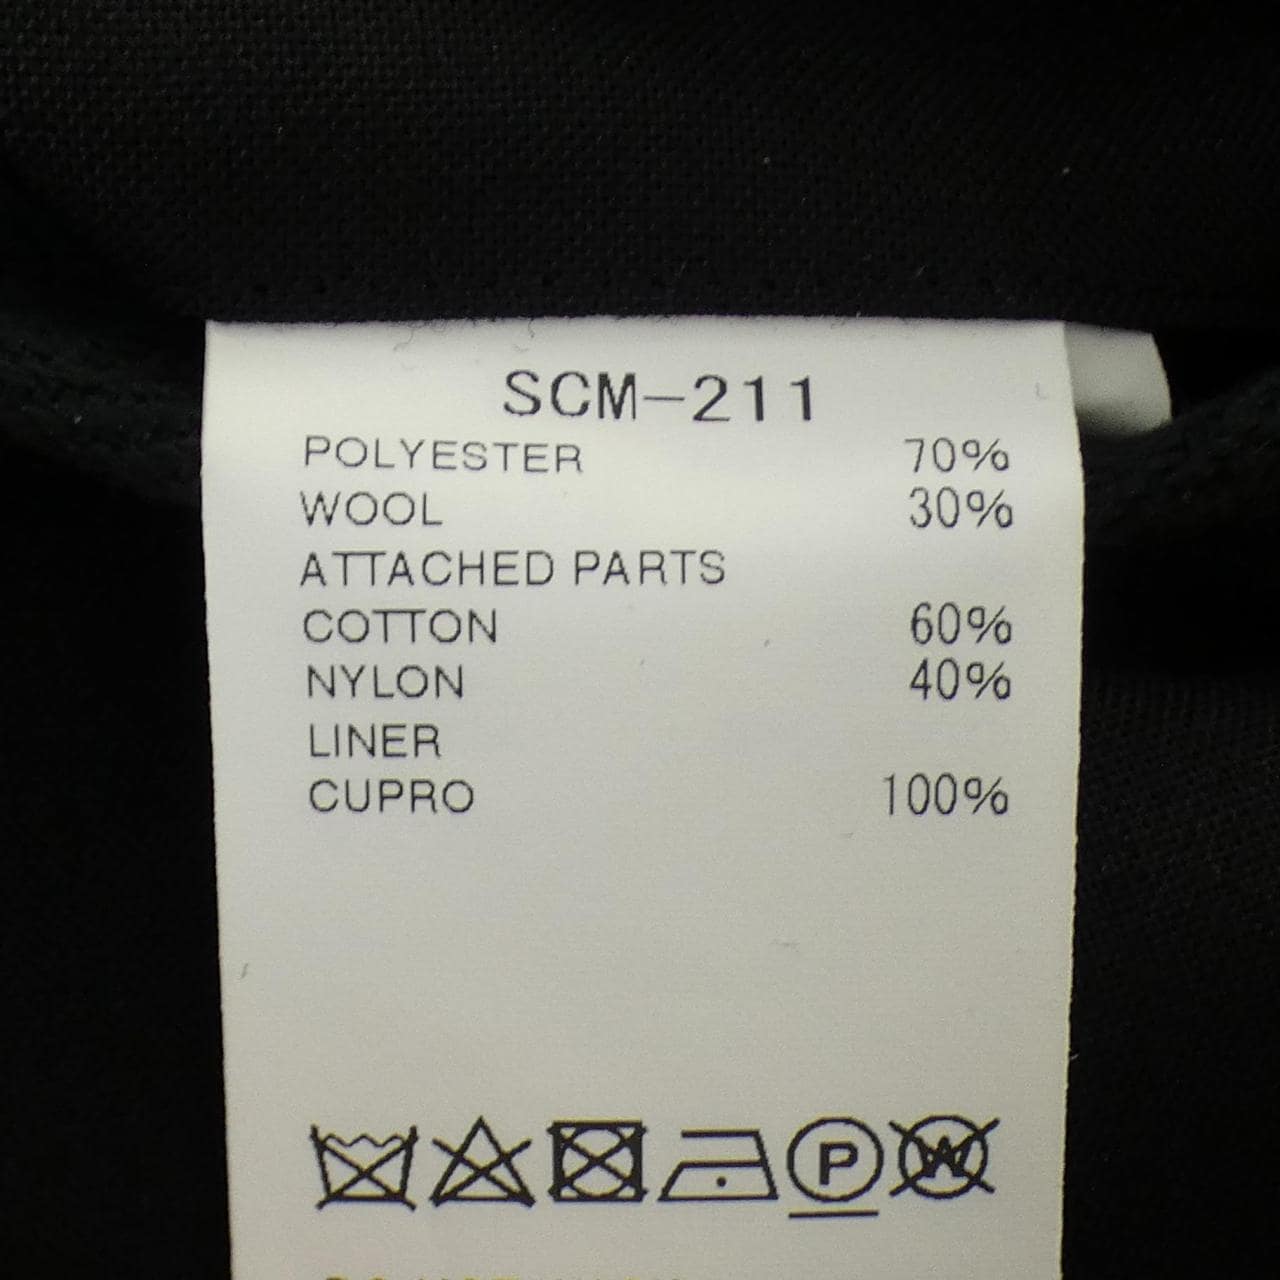 SCM-211
POLYESTER 70%
WOOL 30%
ATTACHED PARTS
COTTON 60%
NYLON 40%
LINER
CUPRO 100%
P W